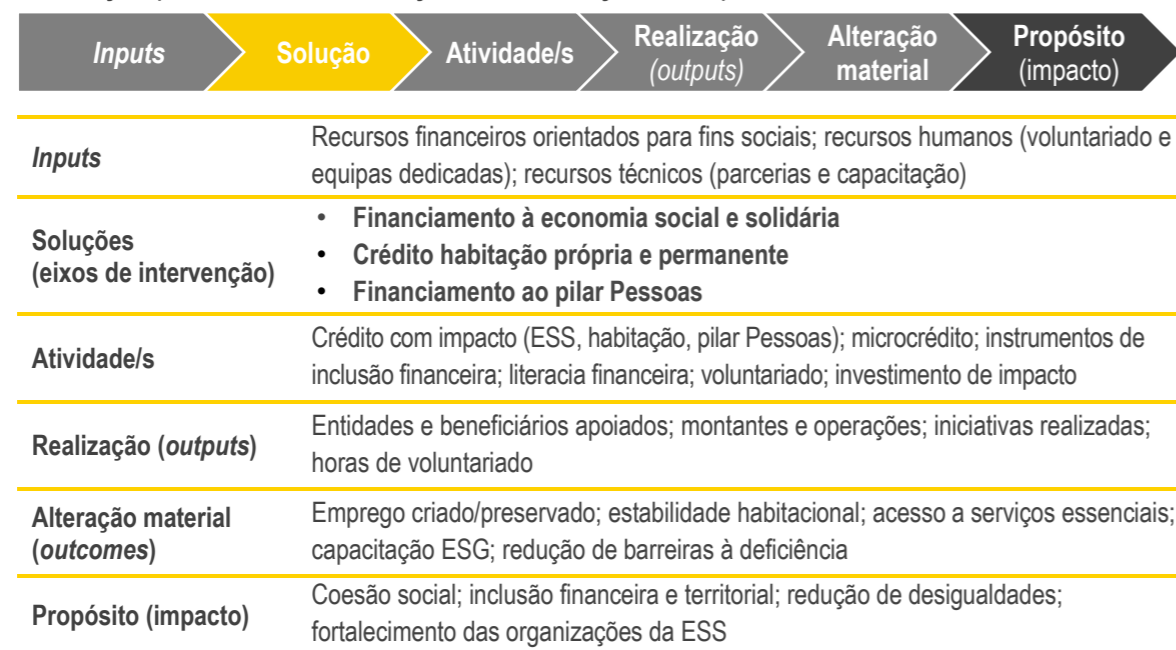 Inputs
Solução
Atividade/s
Realização
(outputs)
Alteração
material
Propósito
(impacto)
Inputs
Recursos financeiros orientados para fins sociais; recursos humanos (voluntariado e
equipas dedicadas); recursos técnicos (parcerias e capacitação)
Soluções
(eixos de intervenção)
• Financiamento à economia social e solidária
• Crédito habitação própria e permanente
• Financiamento ao pilar Pessoas
Atividade/s
Crédito com impacto (ESS, habitação, pilar Pessoas); microcrédito; instrumentos de
inclusão financeira; literacia financeira; voluntariado; investimento de impacto
Realização (outputs)
Entidades e beneficiários apoiados; montantes e operações; iniciativas realizadas;
horas de voluntariado
Alteração material
(outcomes)
Emprego criado/preservado; estabilidade habitacional; acesso a serviços essenciais;
capacitação ESG; redução de barreiras à deficiência
Propósito (impacto)
Coesão social; inclusão financeira e territorial; redução de desigualdades;
fortalecimento das organizações da ESS